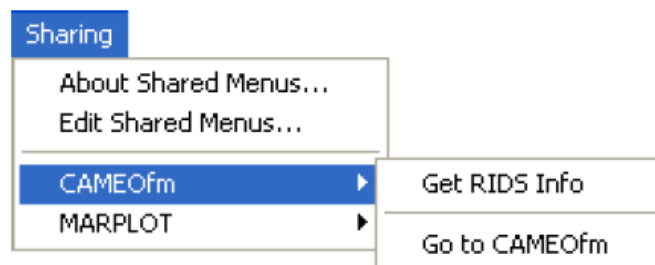 Sharing
About Shared Menus...
Edit Shared Menus...
CAMEOfm
Get RIDS Info
MARPLOT
Go to CAMEOfm